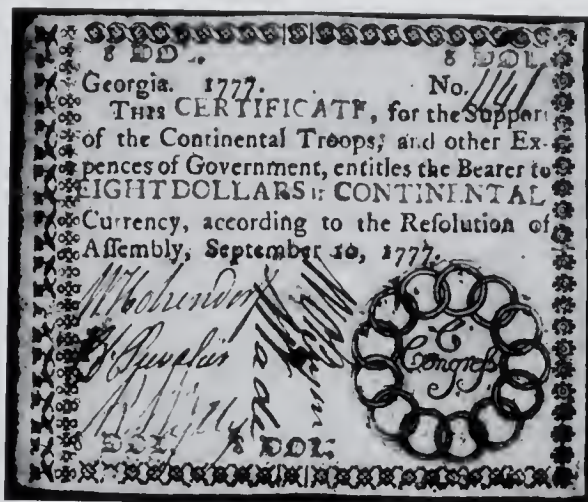 8 DOL. 8 DOL.
Georgia. 1777. No.
THIS CERTIFICATE, for the Support
of the Continental Troops, and other Ex-
pences of Government, entitles the Bearer to
EIGHT DOLLARS in CONTINENTAL
Currency, according to the Resolution of
Assembly, September 10, 1777.
Congress
DOL. 8 DOL.